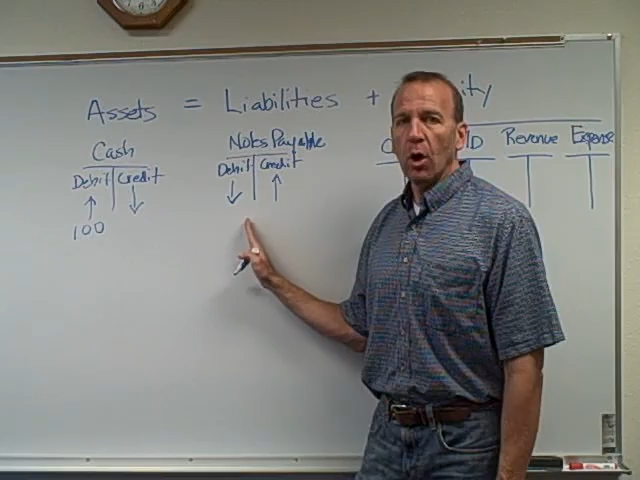 Assets = Liabilities +
Cash
Notes Payable
Revenue
Expense
Debit Credit
Debit Credit
100